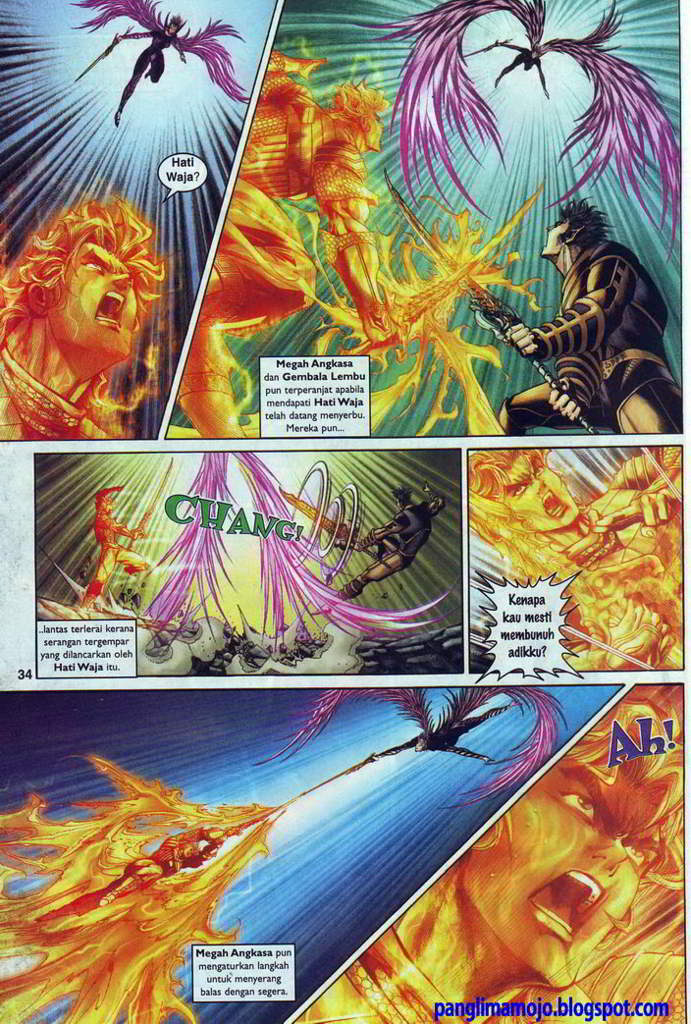 Hati
Waja?
Megah Angkasa
dan Gembala Lembu
pun terperanjat apabila
mendapati Hati Waja
telah datang menyerbu.
Mereka pun...
CHANG!
..lantas terlerai kerana
serangan tergempar
yang dilancarkan oleh
Hati Waja itu.
Kenapa
kau mesti
membunuh
adikku?
34
Ah!
Megah Angkasa pun
mengaturkan langkah
untuk menyerang
balas dengan segera.
panglimamojo.blogspot.com